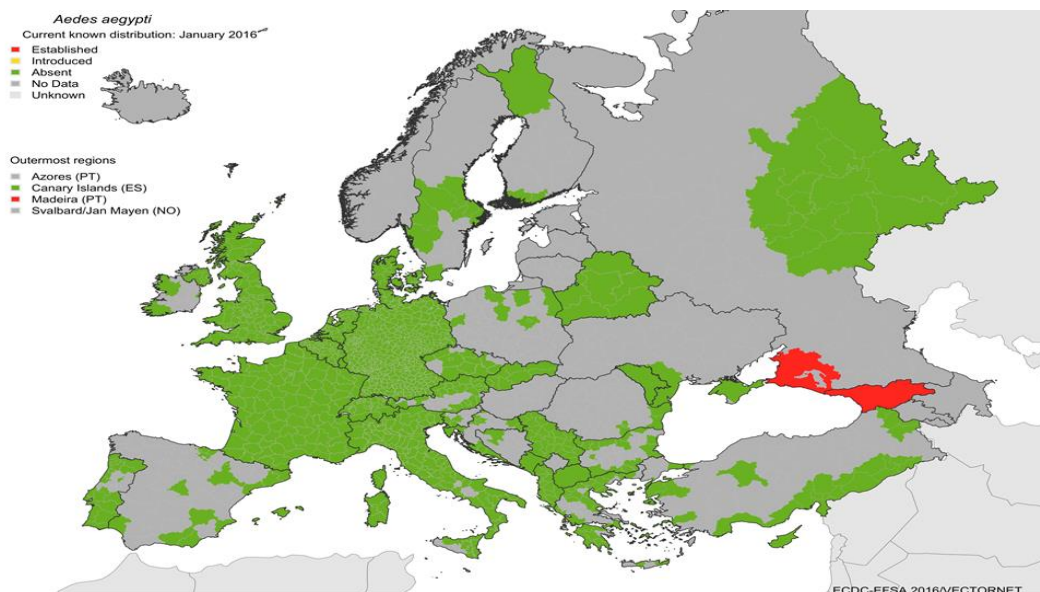 Aedes aegypti
Current known distribution: January 2016
Established
Introduced
Absent
No Data
Unknown
Outermost regions
Azores (PT)
Canary Islands (ES)
Madeira (PT)
Svalbard/Jan Mayen (NO)
ECDC-EFSA 2016/VECTORNET